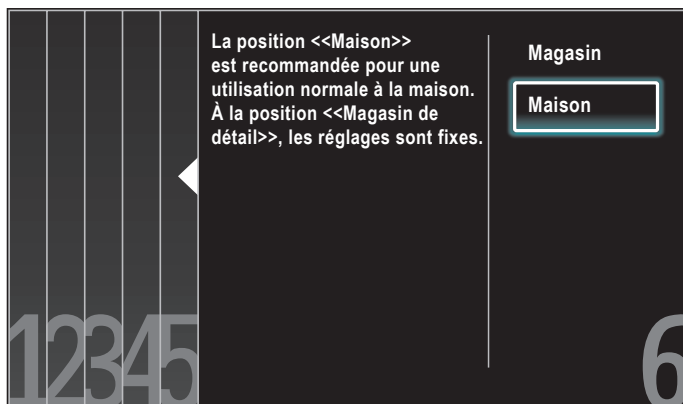 La position <<Maison>>
est recommandée pour une
utilisation normale à la maison.
À la position <<Magasin de
détail>>, les réglages sont fixes.
Magasin
Maison
12345
6